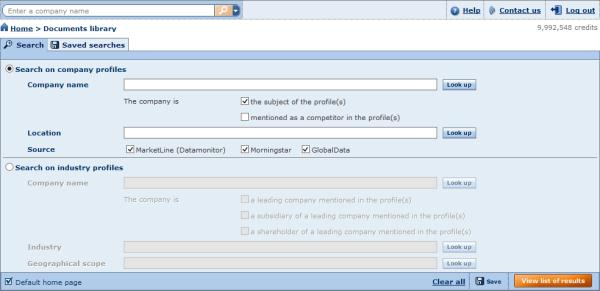 Enter a company name
Help Contact us Log out
Home > Documents library 9,992,548 credits
Search Saved searches
Search on company profiles
Company name Look up
The company is the subject of the profile(s)
mentioned as a competitor in the profile(s)
Location Look up
Source MarketLine (Datamonitor) Morningstar GlobalData
Search on industry profiles
Company name Look up
The company is a leading company mentioned in the profile(s)
a subsidiary of a leading company mentioned in the profile(s)
a shareholder of a leading company mentioned in the profile(s)
Industry Look up
Geographical scope Look up
Default home page Clear all Save View list of results